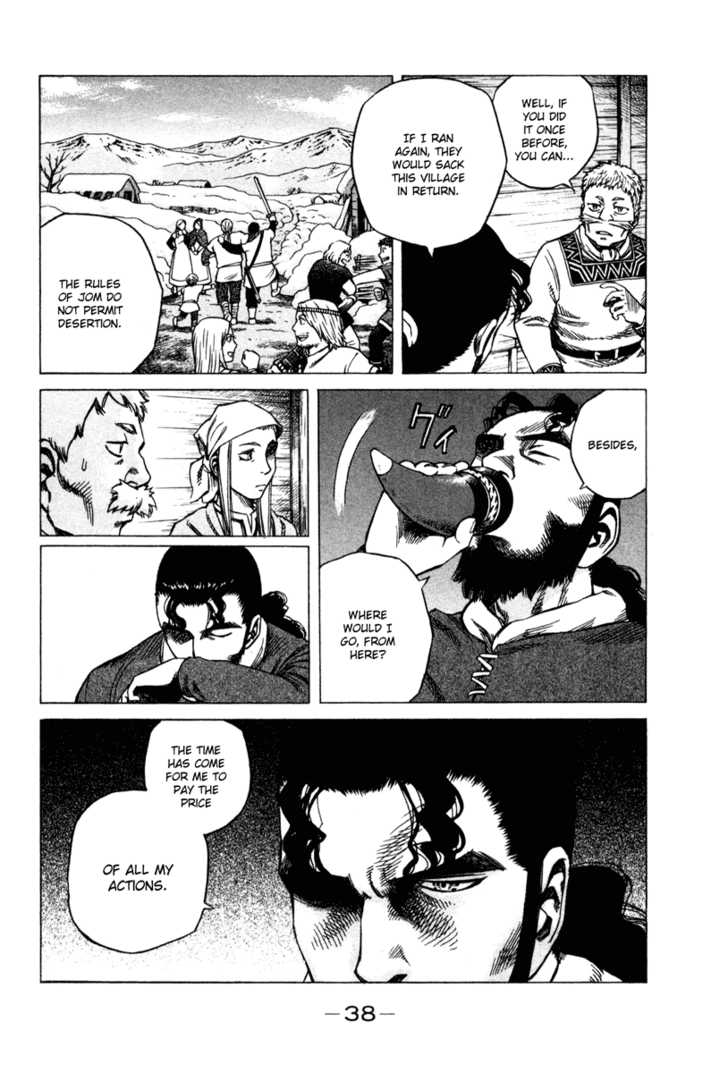 WELL, IF
YOU DID
IT ONCE
BEFORE,
YOU CAN...
IF I RAN
AGAIN, THEY
WOULD SACK
THIS VILLAGE
IN RETURN.
THE RULES
OF JOM DO
NOT PERMIT
DESERTION.
BESIDES,
グイ
WHERE
WOULD I
GO, FROM
HERE?
THE TIME
HAS COME
FOR ME TO
PAY THE
PRICE
OF ALL MY
ACTIONS.
—38—